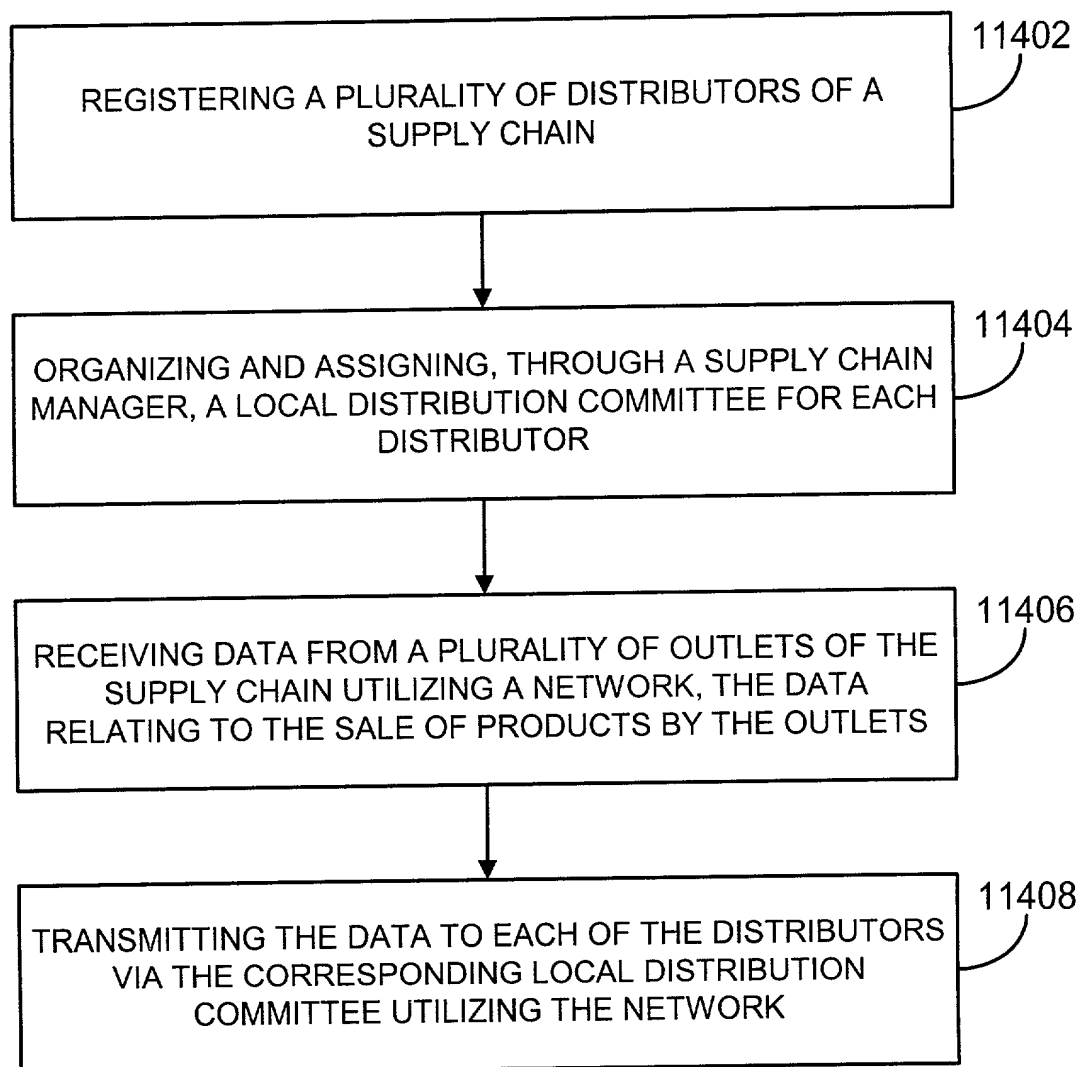 11402
REGISTERING A PLURALITY OF DISTRIBUTORS OF A
SUPPLY CHAIN
11404
ORGANIZING AND ASSIGNING, THROUGH A SUPPLY CHAIN
MANAGER, A LOCAL DISTRIBUTION COMMITTEE FOR EACH
DISTRIBUTOR
11406
RECEIVING DATA FROM A PLURALITY OF OUTLETS OF THE
SUPPLY CHAIN UTILIZING A NETWORK, THE DATA
RELATING TO THE SALE OF PRODUCTS BY THE OUTLETS
11408
TRANSMITTING THE DATA TO EACH OF THE DISTRIBUTORS
VIA THE CORRESPONDING LOCAL DISTRIBUTION
COMMITTEE UTILIZING THE NETWORK